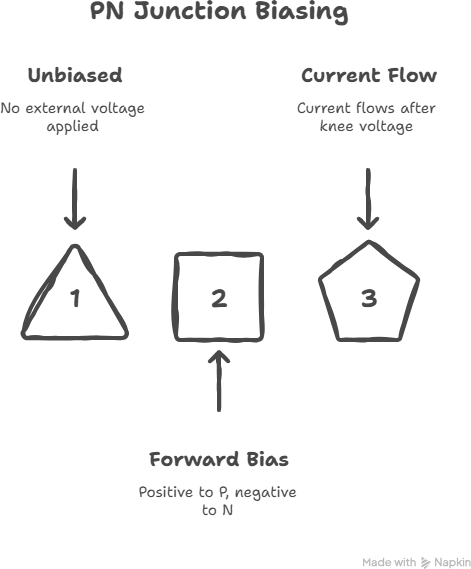 PN Junction Biasing
Unbiased
No external voltage
applied
Current Flow
Current flows after
knee voltage
1
2
3
Forward Bias
Positive to P, negative
to N
Made with Napkin